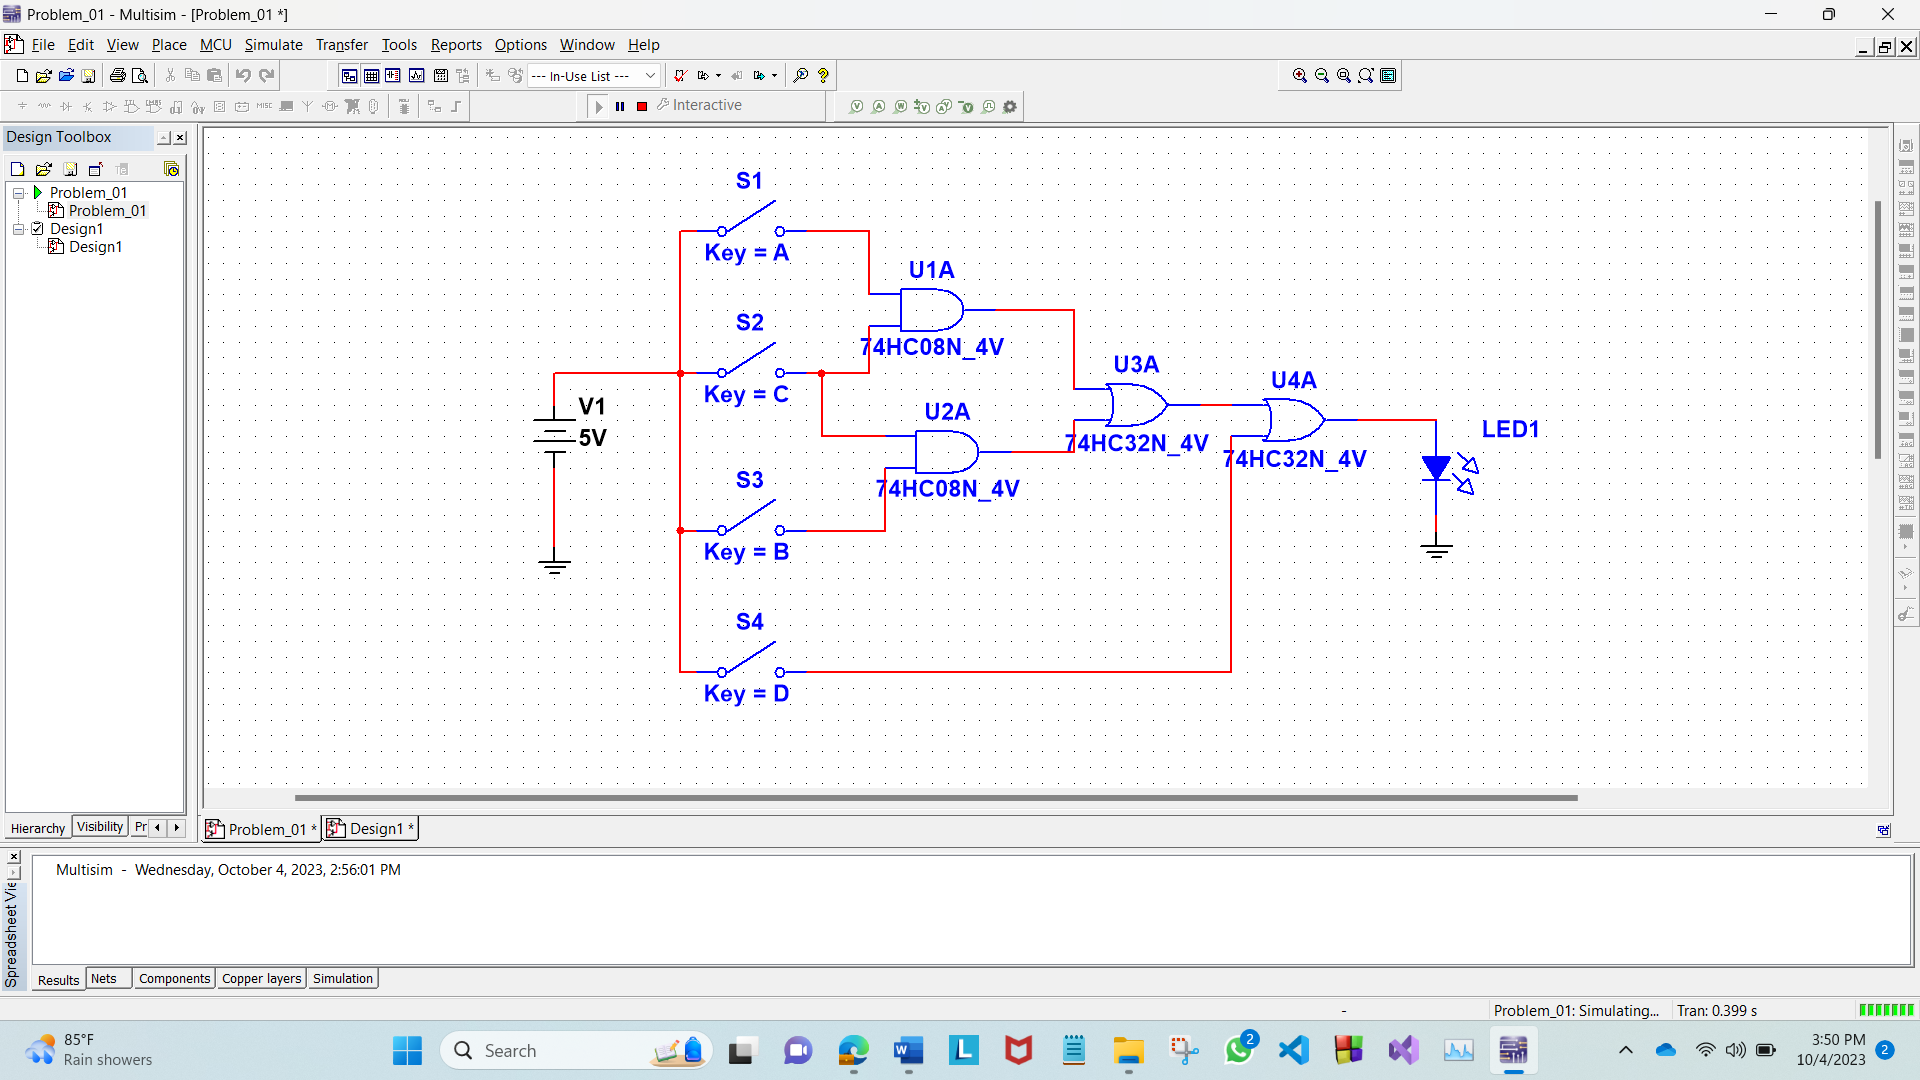 Problem_01 - Multisim - [Problem_01 *]
File Edit View Place MCU Simulate Transfer Tools Reports Options Window Help
--- In-Use List ---
Interactive
Design Toolbox
Problem_01
Problem_01
Design1
Design1
S1
Key = A
U1A
74HC08N_4V
S2
Key = C
V1
5V
U2A
74HC08N_4V
U3A
74HC32N_4V
U4A
74HC32N_4V
LED1
S3
Key = B
S4
Key = D
Hierarchy Visibility Pr
Problem_01 * Design1 *
Multisim - Wednesday, October 4, 2023, 2:56:01 PM
Spreadsheet Vie
Results Nets Components Copper layers Simulation
- Problem_01: Simulating... Tran: 0.399 s
85°F
Rain showers
Search
2
3:50 PM
10/4/2023
2